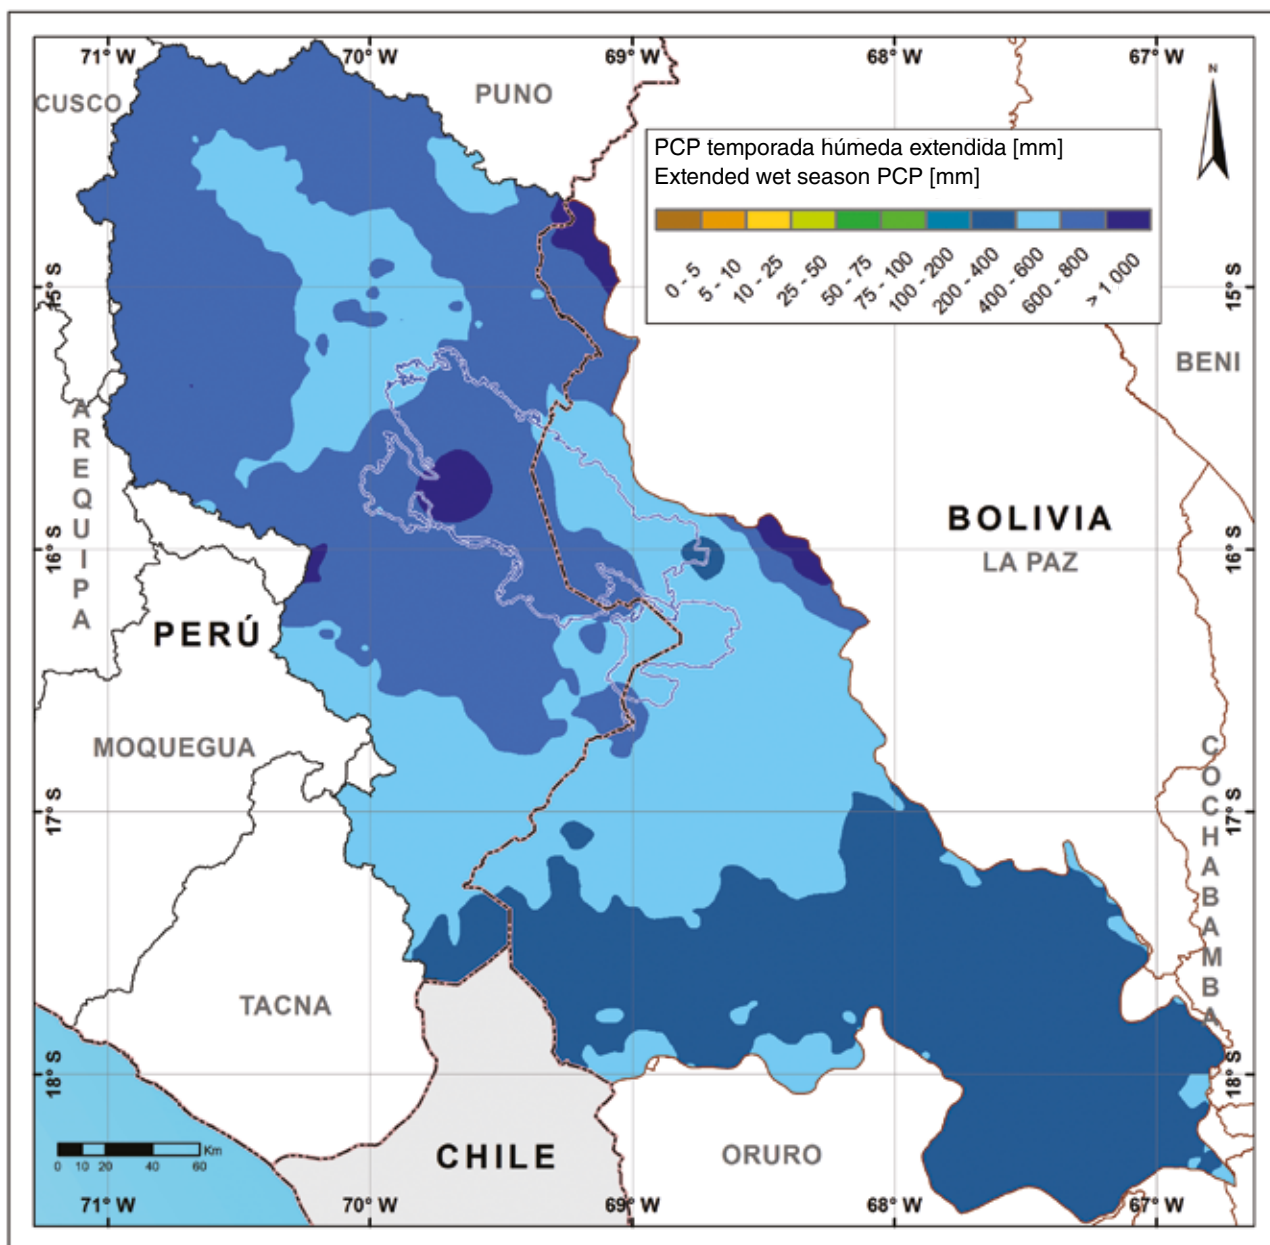 71° W 70° W 69° W 68° W 67° W
N
CUSCO
PUNO
PCP temporada húmeda extendida [mm]
Extended wet season PCP [mm]
0 - 5
5 - 10
10 - 25
25 - 50
50 - 75
75 - 100
100 - 200
200 - 400
400 - 600
600 - 800
> 1 000
15° S 15° S
BENI
AREQUIPA
BOLIVIA
LA PAZ
16° S 16° S
PERÚ
MOQUEGUA
COCHABAMBA
17° S 17° S
TACNA
18° S 18° S
CHILE
ORURO
Km
0 10 20 40 60
71° W 70° W 69° W 68° W 67° W